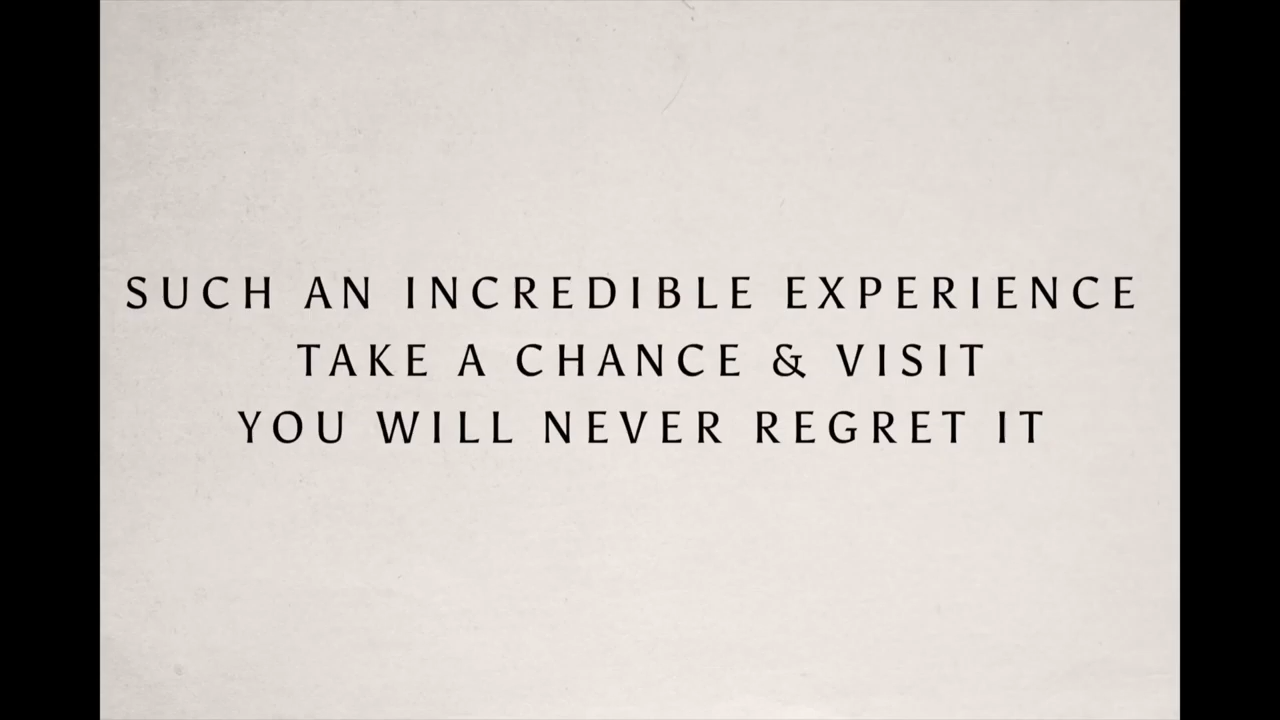 SUCH AN INCREDIBLE EXPERIENCE
TAKE A CHANCE & VISIT
YOU WILL NEVER REGRET IT